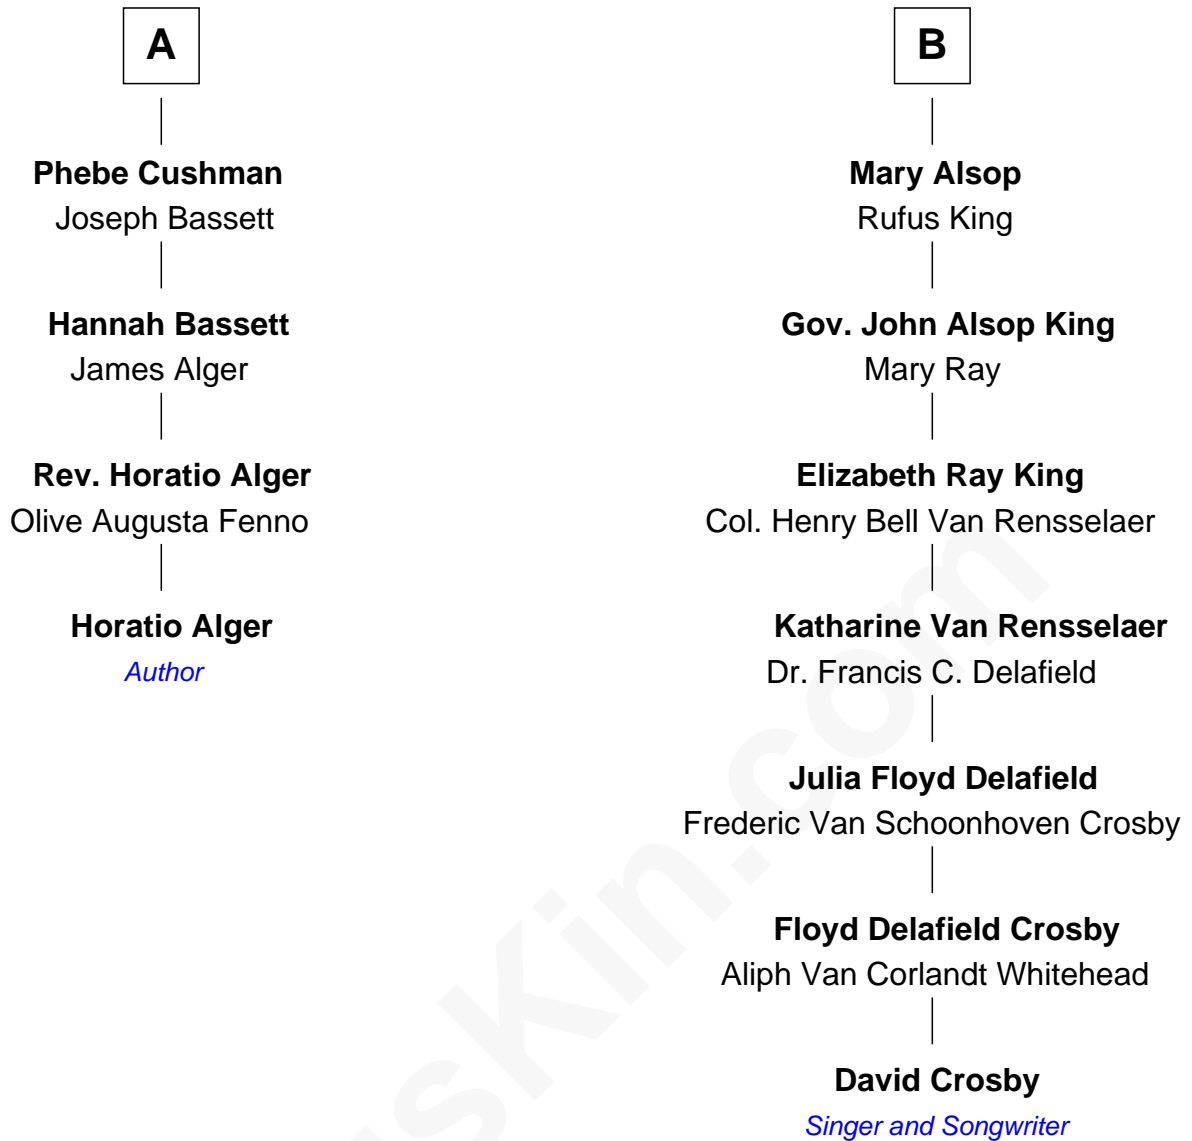 A
Phebe Cushman
Joseph Bassett
Hannah Bassett
James Alger
Rev. Horatio Alger
Olive Augusta Fenno
Horatio Alger
Author
B
Mary Alsop
Rufus King
Gov. John Alsop King
Mary Ray
Elizabeth Ray King
Col. Henry Bell Van Rensselaer
Katharine Van Rensselaer
Dr. Francis C. Delafield
Julia Floyd Delafield
Frederic Van Schoonhoven Crosby
Floyd Delafield Crosby
Aliph Van Corlandt Whitehead
David Crosby
Singer and Songwriter